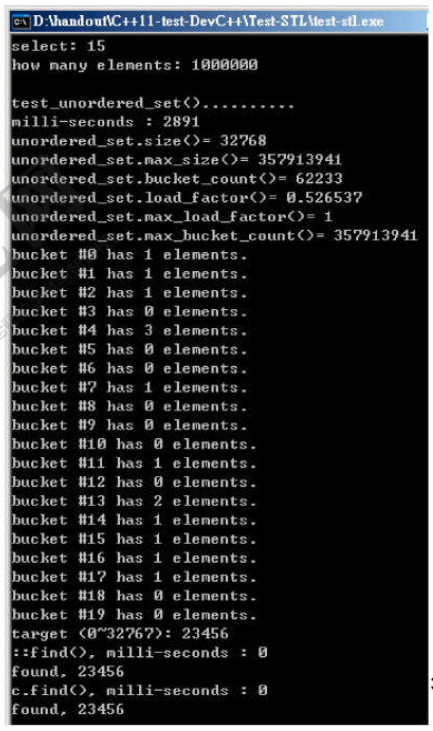 D:\handout\C++11-test-DevC++\Test-STL\test-stl.exe
select: 15
how many elements: 1000000
test_unordered_set()..........
milli-seconds : 2891
unordered_set.size()= 32768
unordered_set.max_size()= 357913941
unordered_set.bucket_count()= 62233
unordered_set.load_factor()= 0.526537
unordered_set.max_load_factor()= 1
unordered_set.max_bucket_count()= 357913941
bucket #0 has 1 elements.
bucket #1 has 1 elements.
bucket #2 has 1 elements.
bucket #3 has 0 elements.
bucket #4 has 3 elements.
bucket #5 has 0 elements.
bucket #6 has 0 elements.
bucket #7 has 1 elements.
bucket #8 has 0 elements.
bucket #9 has 0 elements.
bucket #10 has 0 elements.
bucket #11 has 1 elements.
bucket #12 has 0 elements.
bucket #13 has 2 elements.
bucket #14 has 1 elements.
bucket #15 has 1 elements.
bucket #16 has 1 elements.
bucket #17 has 1 elements.
bucket #18 has 0 elements.
bucket #19 has 0 elements.
target (0~32767): 23456
::find(), milli-seconds : 0
found, 23456
c.find(), milli-seconds : 0
found, 23456